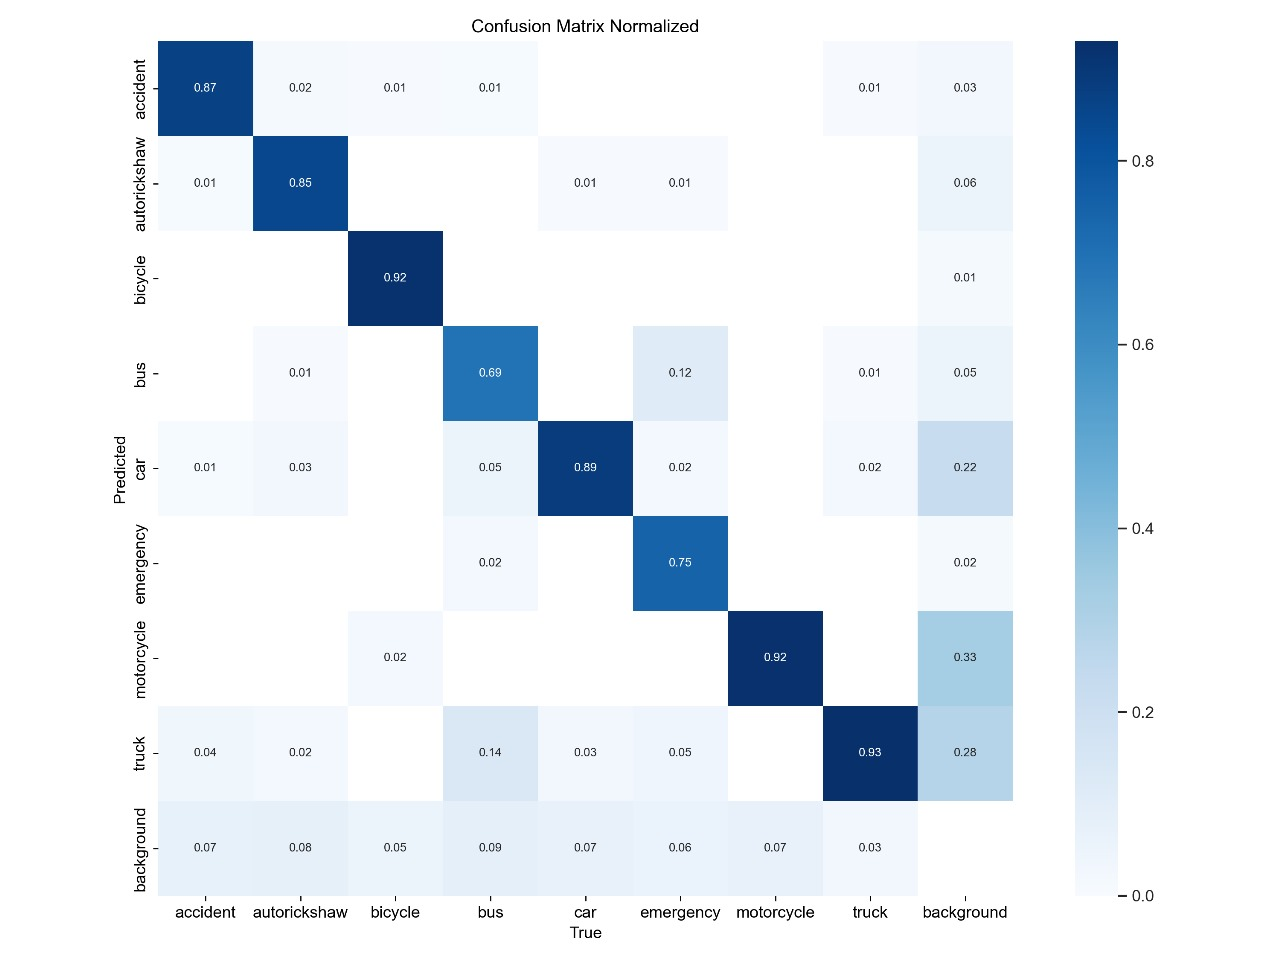 Confusion Matrix Normalized
accident 0.87 0.02 0.01 0.01 0.01 0.03
autorickshaw 0.01 0.85 0.01 0.01 0.06
bicycle 0.92 0.01
bus 0.01 0.69 0.12 0.01 0.05
car 0.01 0.03 0.05 0.89 0.02 0.02 0.22
emergency 0.02 0.75 0.02
motorcycle 0.02 0.92 0.33
truck 0.04 0.02 0.14 0.03 0.05 0.93 0.28
background 0.07 0.08 0.05 0.09 0.07 0.06 0.07 0.03
Predicted
accident autorickshaw bicycle bus car emergency motorcycle truck background
True
0.8
0.6
0.4
0.2
0.0